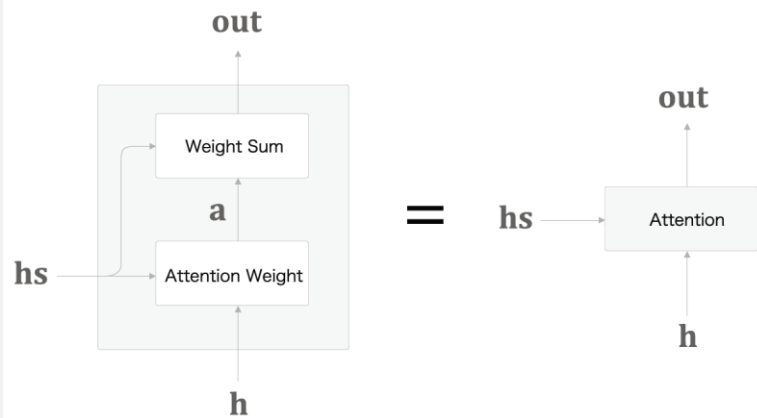 out
Weight Sum
a
hs
Attention Weight
h
=
out
hs
Attention
h